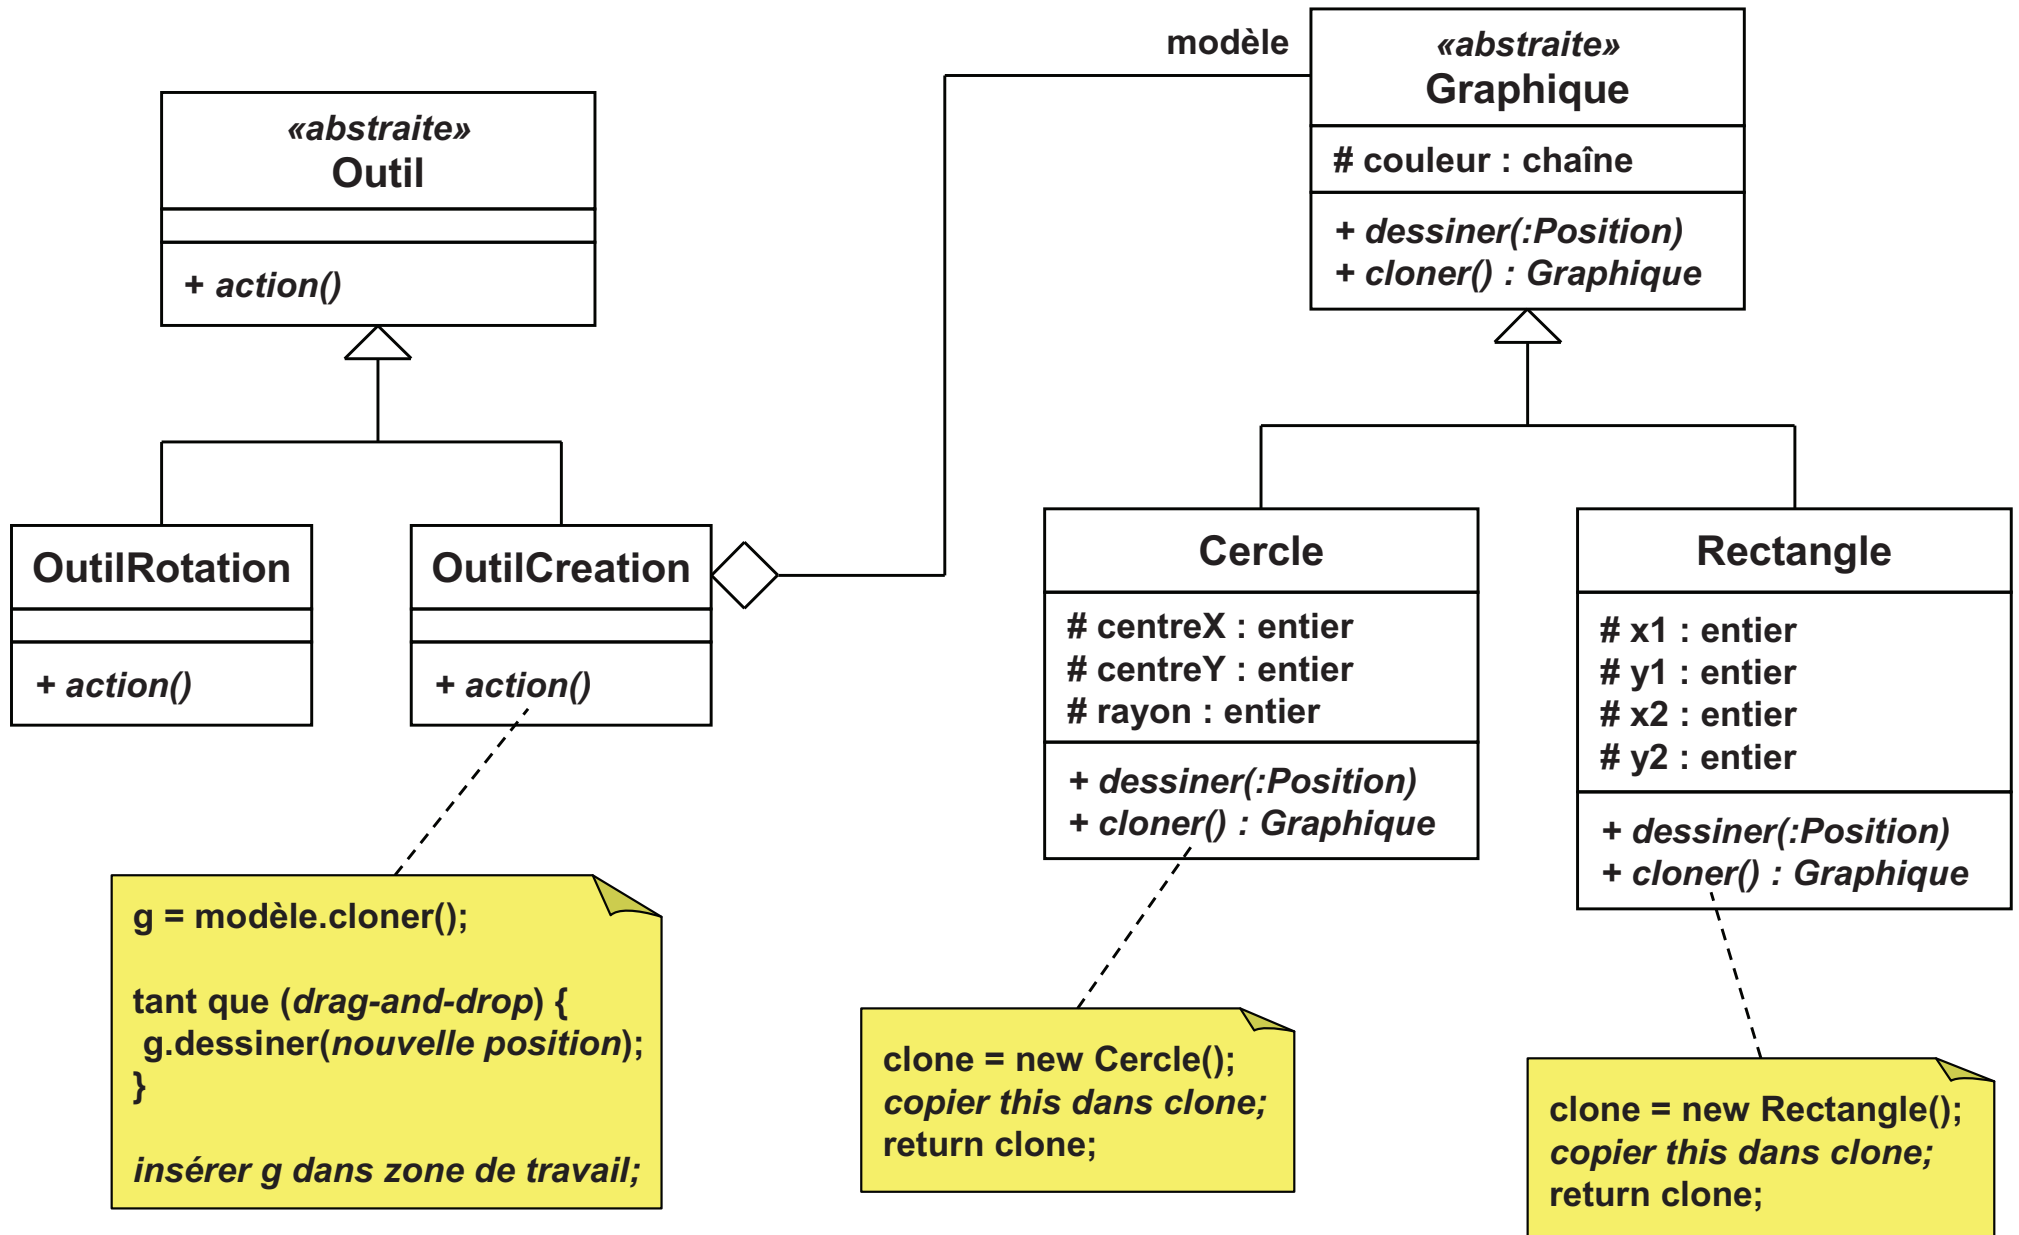 modèle
«abstraite»
Graphique
# couleur : chaîne
+ dessiner(:Position)
+ cloner() : Graphique
«abstraite»
Outil
+ action()
OutilRotation
+ action()
OutilCreation
+ action()
Cercle
# centreX : entier
# centreY : entier
# rayon : entier
+ dessiner(:Position)
+ cloner() : Graphique
Rectangle
# x1 : entier
# y1 : entier
# x2 : entier
# y2 : entier
+ dessiner(:Position)
+ cloner() : Graphique
g = modèle.cloner();
tant que (drag-and-drop) {
g.dessiner(nouvelle position);
}
insérer g dans zone de travail;
clone = new Cercle();
copier this dans clone;
return clone;
clone = new Rectangle();
copier this dans clone;
return clone;